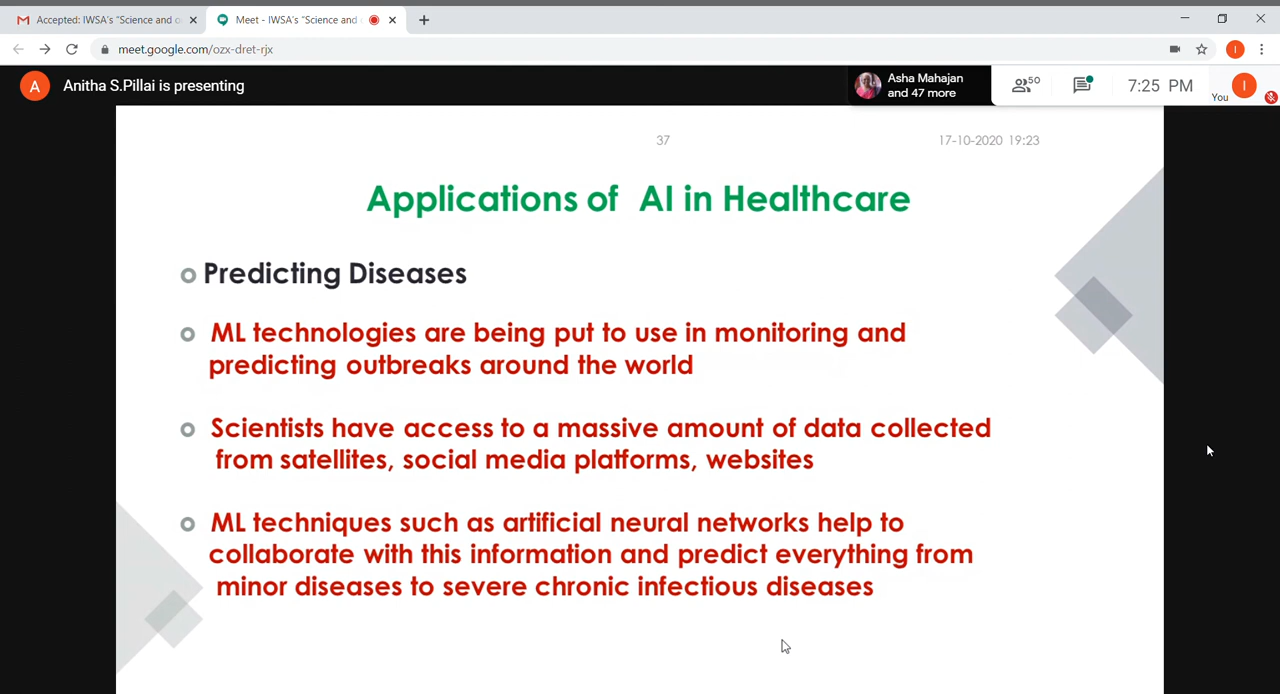 Accepted: IWSA's "Science and
Meet - IWSA's "Science and
meet.google.com/ozx-dret-rjx
I
A
Anitha S.Pillai is presenting
Asha Mahajan
and 47 more
50
7:25 PM
You
I
37
17-10-2020 19:23
Applications of AI in Healthcare
Predicting Diseases
ML technologies are being put to use in monitoring and
predicting outbreaks around the world
Scientists have access to a massive amount of data collected
from satellites, social media platforms, websites
ML techniques such as artificial neural networks help to
collaborate with this information and predict everything from
minor diseases to severe chronic infectious diseases